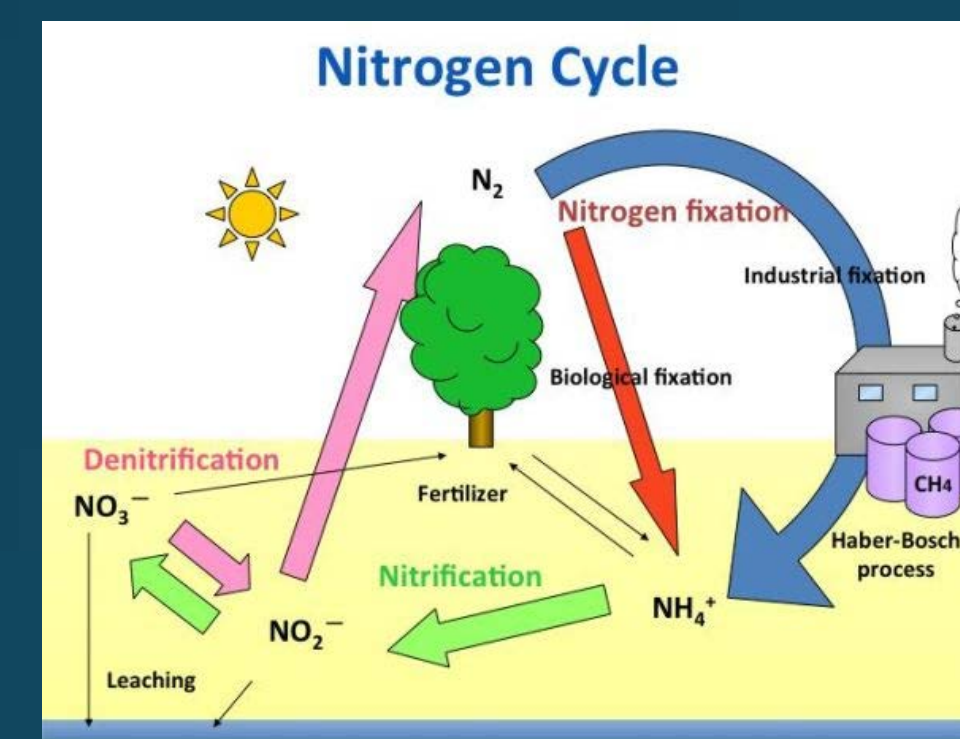 Nitrogen Cycle
N₂
Nitrogen fixation
Industrial fixation
Biological fixation
Denitrification
NO₃⁻
Fertilizer
CH4
Haber-Bosch
process
Nitrification
NH₄⁺
NO₂⁻
Leaching